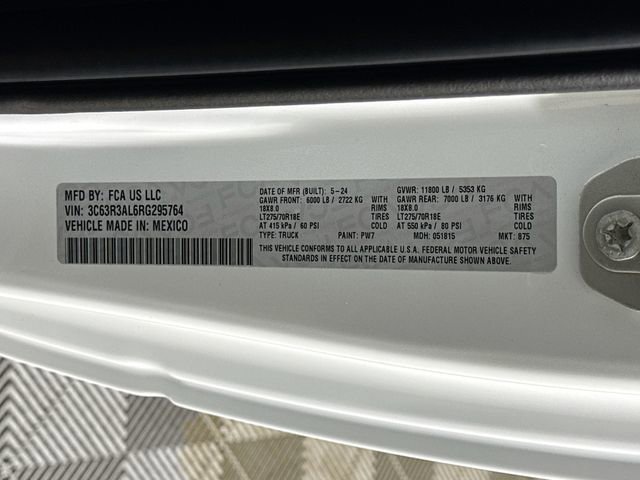 MFD BY: FCA US LLC
VIN: 3C63R3AL6RG295764
VEHICLE MADE IN: MEXICO
DATE OF MFR (BUILT): 5-24 GVWR: 11800 LB / 5353 KG
GAWR FRONT: 6000 LB / 2722 KG WITH GAWR REAR: 7000 LB / 3176 KG WITH
18X8.0 RIMS 18X8.0 RIMS
LT275/70R18E TIRES LT275/70R18E TIRES
AT 415 kPa / 60 PSI COLD AT 550 kPa / 80 PSI COLD
TYPE: TRUCK PAINT: PW7 MDH: 051815 MKT: 875
THIS VEHICLE CONFORMS TO ALL APPLICABLE U.S.A. FEDERAL MOTOR VEHICLE SAFETY
STANDARDS IN EFFECT ON THE DATE OF MANUFACTURE SHOWN ABOVE.